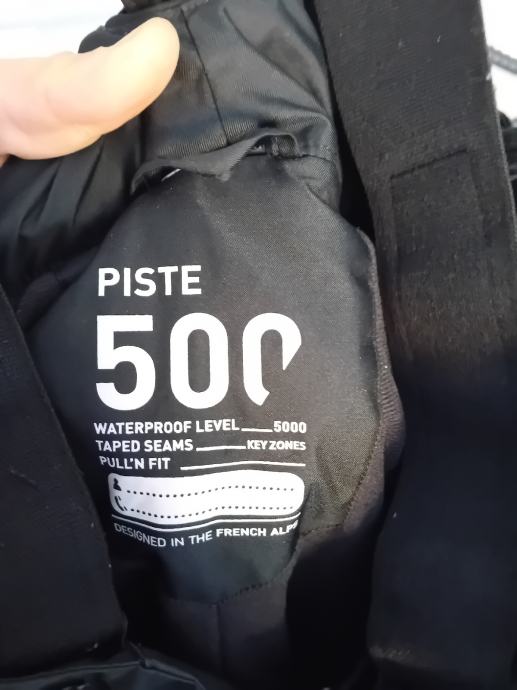 PISTE
500
WATERPROOF LEVEL 5000
TAPED SEAMS KEY ZONES
PULL'N FIT
DESIGNED IN THE FRENCH ALPS